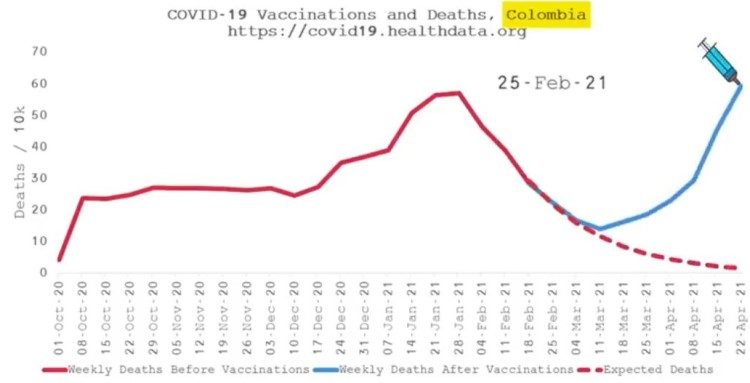 COVID-19 Vaccinations and Deaths, Colombia
https://covid19.healthdata.org
25-Feb-21
Deaths / 10k
70
60
50
40
30
20
10
0
01-Oct-20
08-Oct-20
15-Oct-20
22-Oct-20
29-Oct-20
05-Nov-20
12-Nov-20
19-Nov-20
26-Nov-20
03-Dec-20
10-Dec-20
17-Dec-20
24-Dec-20
31-Dec-20
07-Jan-21
14-Jan-21
21-Jan-21
28-Jan-21
04-Feb-21
11-Feb-21
18-Feb-21
25-Feb-21
04-Mar-21
11-Mar-21
18-Mar-21
25-Mar-21
01-Apr-21
08-Apr-21
15-Apr-21
22-Apr-21
Weekly Deaths Before Vaccinations Weekly Deaths After Vaccinations Expected Deaths